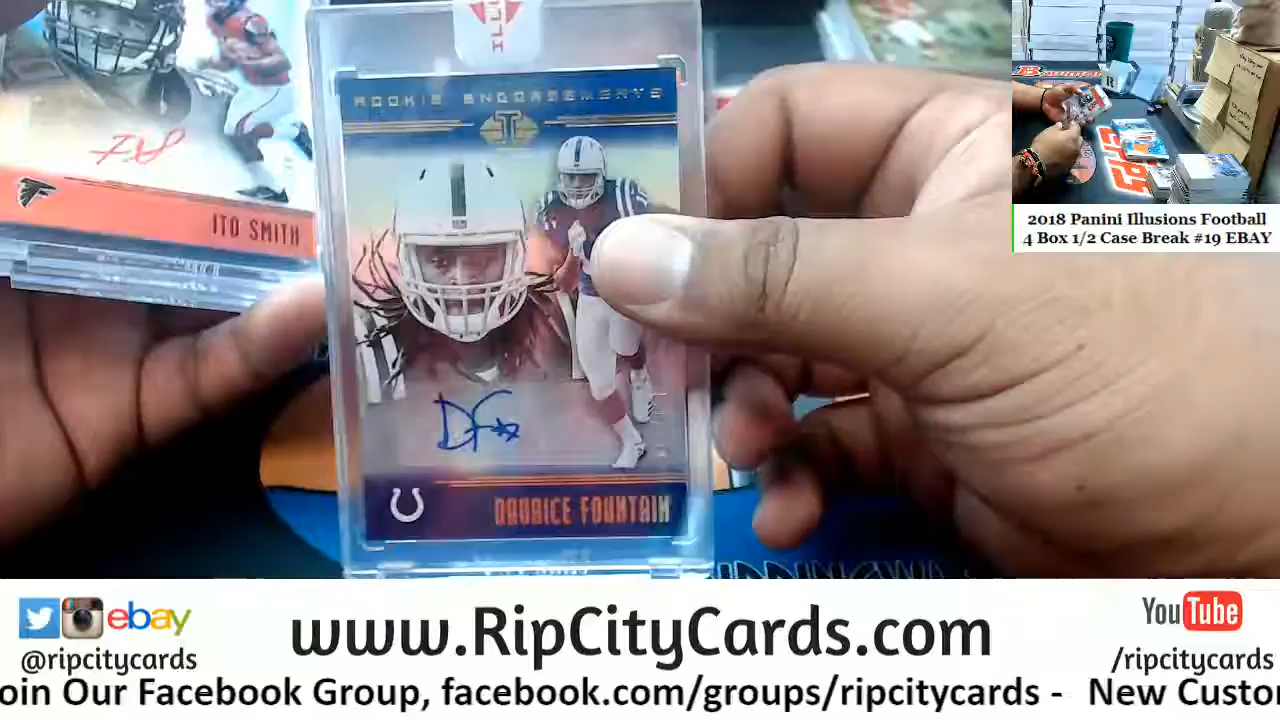 ITO SMITH
ROOKIE ENDORSEMENTS
DAURICE FOUNTAIN
2018 Panini Illusions Football
4 Box 1/2 Case Break #19 EBAY
ebay
@ripcitycards
www.RipCityCards.com
YouTube
/ripcitycards
oin Our Facebook Group, facebook.com/groups/ripcitycards - New Custo